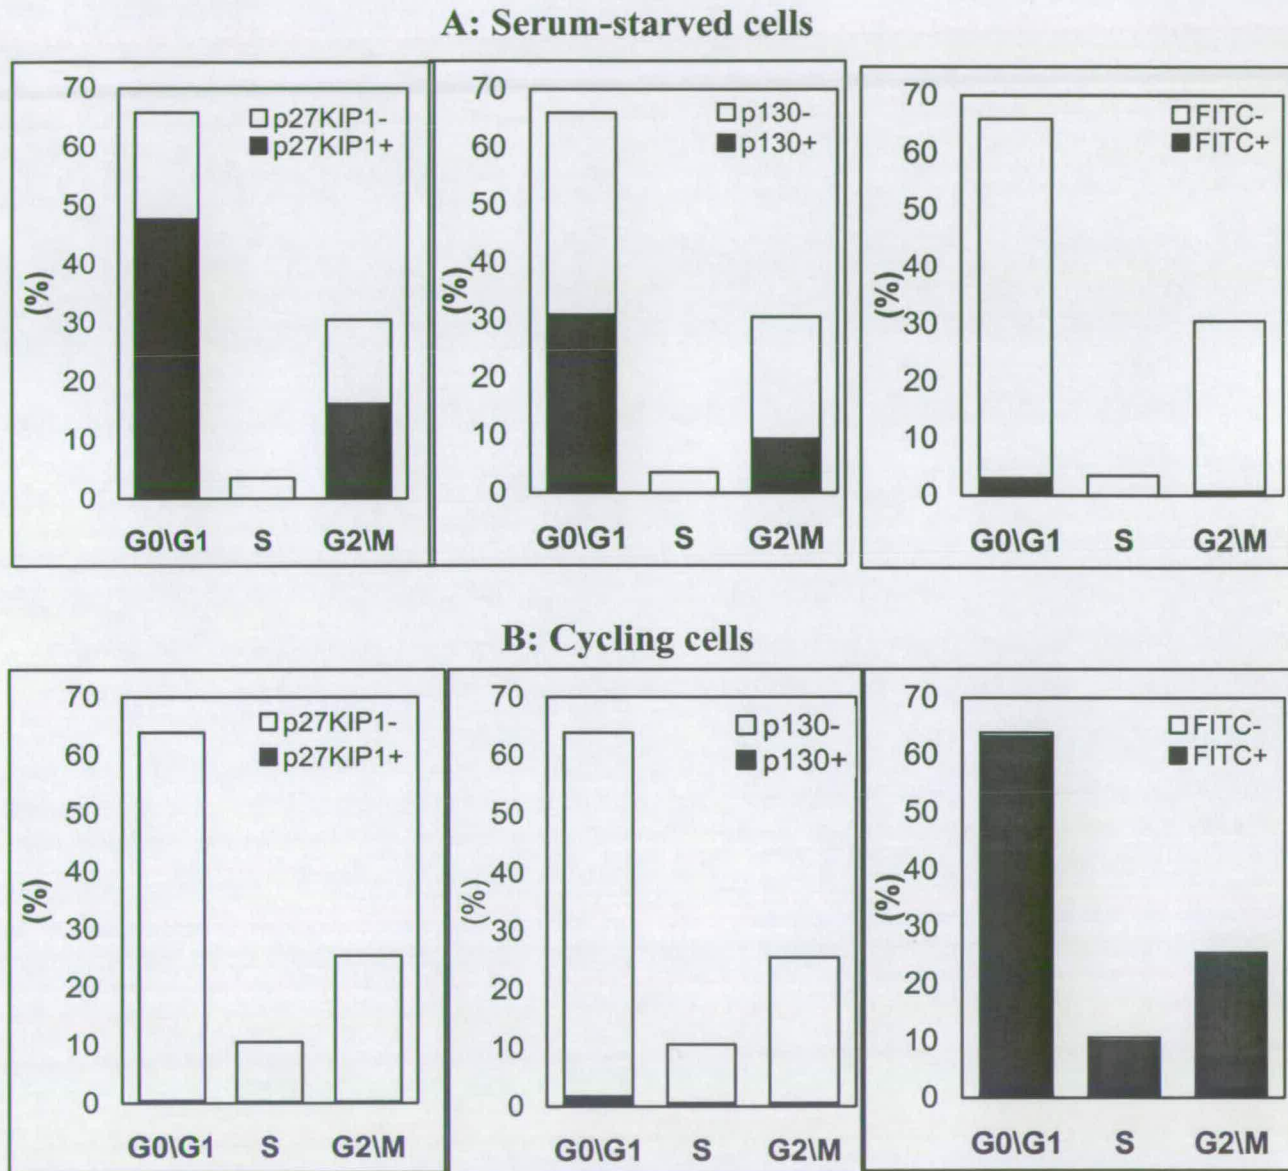 A: Serum-starved cells
70
60
50
40
30
20
10
0
(%)
p27KIP1-
p27KIP1+
G0\G1 S G2\M
70
60
50
40
30
20
10
0
(%)
p130-
p130+
G0\G1 S G2\M
70
60
50
40
30
20
10
0
(%)
FITC-
FITC+
G0\G1 S G2\M
B: Cycling cells
70
60
50
40
30
20
10
0
(%)
p27KIP1-
p27KIP1+
G0\G1 S G2\M
70
60
50
40
30
20
10
0
(%)
p130-
p130+
G0\G1 S G2\M
70
60
50
40
30
20
10
0
(%)
FITC-
FITC+
G0\G1 S G2\M